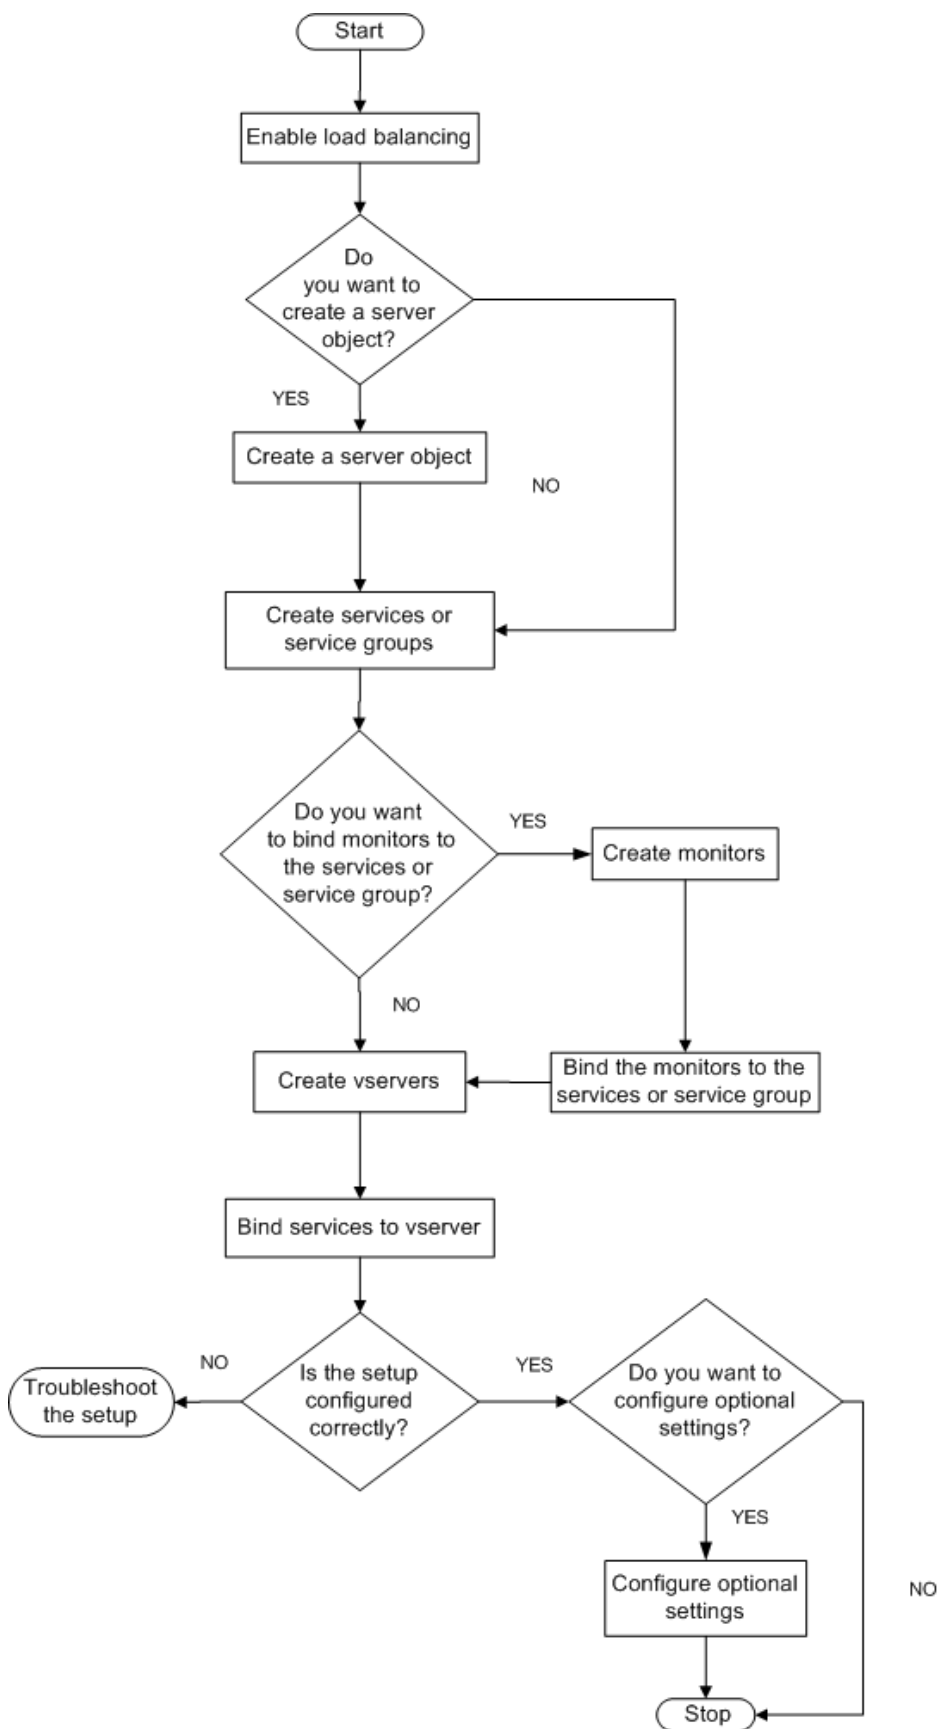 Start
Enable load balancing
Do
you want to
create a server
object?
YES
Create a server object
NO
Create services or
service groups
Do you want
to bind monitors to
the services or
service group?
YES
Create monitors
NO
Bind the monitors to the
services or service group
Create vservers
Bind services to vserver
Is the setup
configured
correctly?
NO
Troubleshoot
the setup
YES
Do you want to
configure optional
settings?
YES
Configure optional
settings
NO
Stop